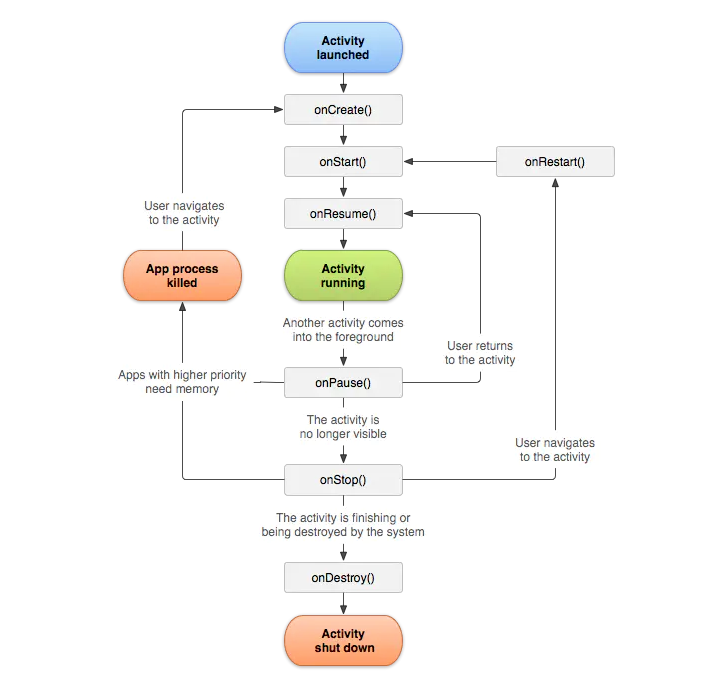 Activity
launched
onCreate()
onStart()
onRestart()
User navigates
to the activity
onResume()
App process
killed
Activity
running
Another activity comes
into the foreground
User returns
to the activity
Apps with higher priority
need memory
onPause()
The activity is
no longer visible
User navigates
to the activity
onStop()
The activity is finishing or
being destroyed by the system
onDestroy()
Activity
shut down